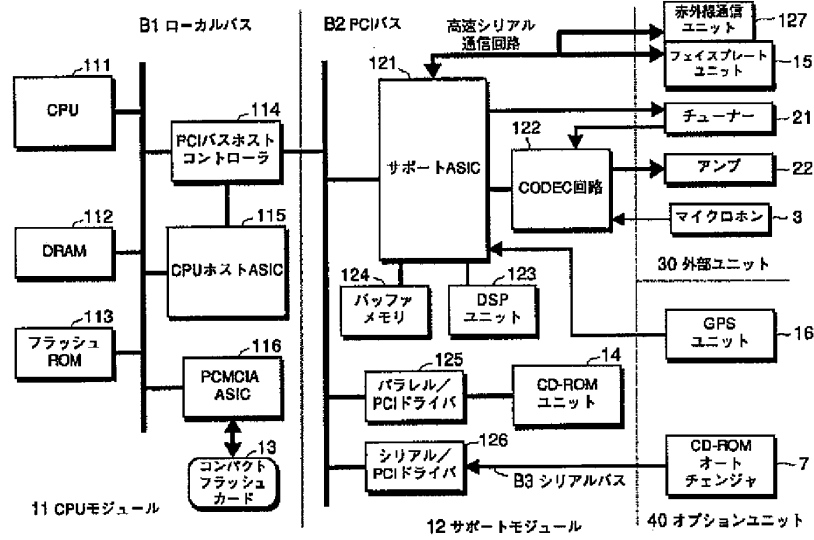 B1 ローカルバス
B2 PCIバス
高速シリアル
通信回路
赤外線通信
ユニット
127
フェイスプレート
ユニット
15
111
CPU
114
PCIバスホスト
コントローラ
121
サポートASIC
チューナー
21
122
CODEC回路
アンプ
22
マイクロホン
3
112
DRAM
115
CPUホストASIC
30 外部ユニット
124
バッファ
メモリ
123
DSP
ユニット
113
フラッシュ
ROM
116
PCMCIA
ASIC
GPS
ユニット
16
125
パラレル/
PCIドライバ
14
CD-ROM
ユニット
13
コンパクト
フラッシュ
カード
126
シリアル/
PCIドライバ
B3 シリアルバス
CD-ROM
オート
チェンジャ
7
11 CPUモジュール
12 サポートモジュール
40 オプションユニット